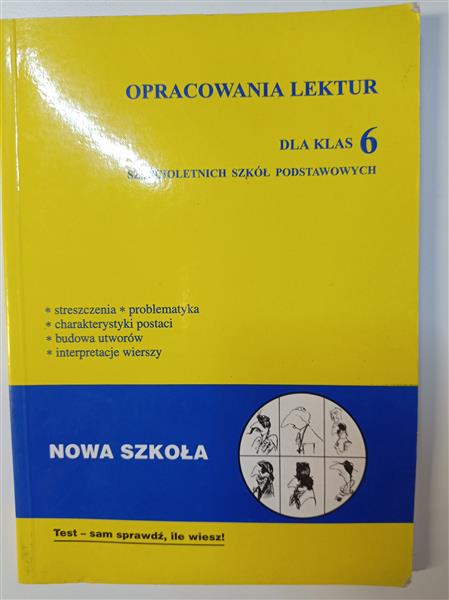 OPRACOWANIA LEKTUR
DLA KLAS 6
SZKÓŁ PODSTAWOWYCH
* streszczenia * problematyka
* charakterystyki postaci
* budowa utworów
* interpretacje wierszy
NOWA SZKOŁA
Test – sam sprawdź, ile wiesz!